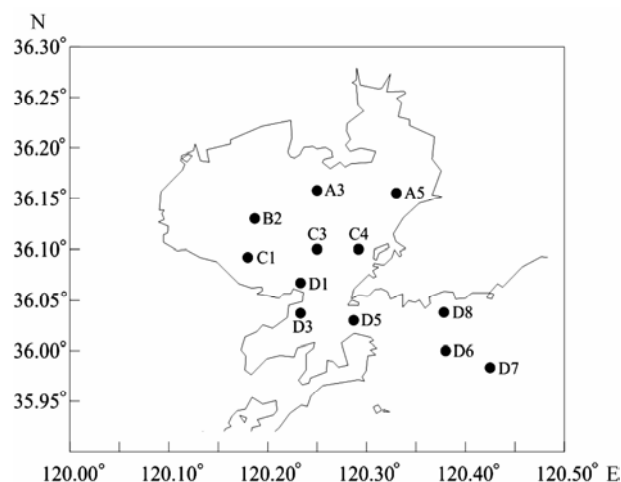 N
36.30°
36.25°
36.20°
36.15°
36.10°
36.05°
36.00°
35.95°
A3
A5
B2
C3
C4
C1
D1
D3
D5
D8
D6
D7
120.00°
120.10°
120.20°
120.30°
120.40°
120.50°
E